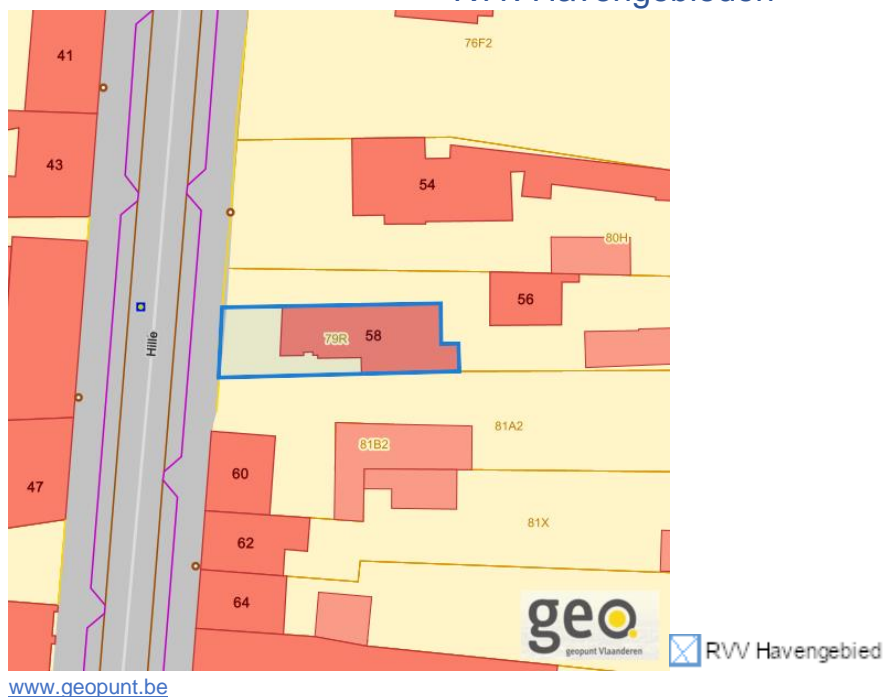 76F2
41
43
54
80H
56
Hille
79R
58
81A2
81B2
60
47
81X
62
64
geo
geopunt Vlaanderen
RVV Havengebied
www.geopunt.be